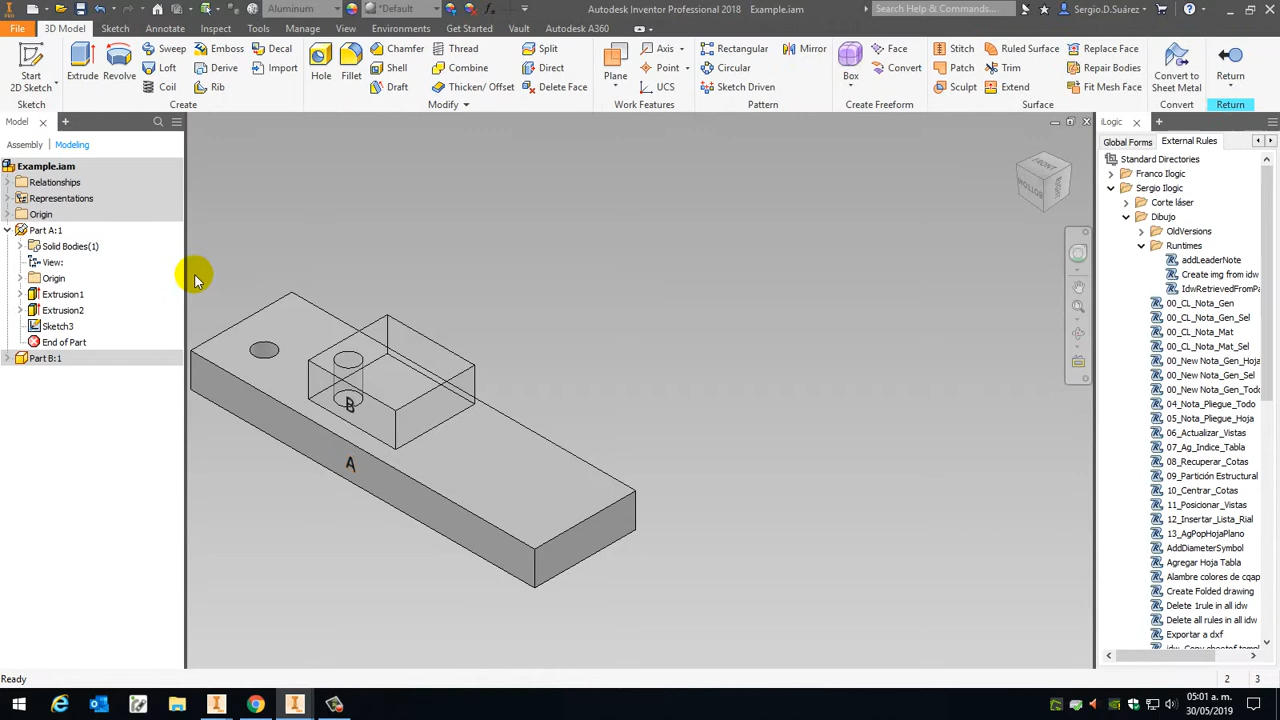 Aluminum
*Default
Autodesk Inventor Professional 2018 Example.iam
Search Help & Commands...
Sergio.D.Suárez
File 3D Model Sketch Annotate Inspect Tools Manage View Environments Get Started Vault Autodesk A360
Sweep Emboss Decal Chamfer Thread Split Axis Rectangular Mirror Face Stitch Ruled Surface Replace Face
Loft Derive Import Shell Combine Direct Point Circular Convert Patch Trim Repair Bodies
Start 2D Sketch Extrude Revolve Coil Rib Hole Fillet Draft Thicken/ Offset Delete Face Plane UCS Sketch Driven Box Sculpt Extend Fit Mesh Face Convert to Sheet Metal Return
Sketch Create Modify Work Features Pattern Create Freeform Surface Convert Return
Model
Assembly Modeling
Example.iam
Relationships
Representations
Origin
Part A:1
Solid Bodies(1)
View:
Origin
Extrusion1
Extrusion2
Sketch3
End of Part
Part B:1
B
A
FRONT
RIGHT
BOTTOM
iLogic
Global Forms External Rules
Standard Directories
Franco Ilogic
Sergio Ilogic
Corte láser
Dibujo
OldVersions
Runtimes
addLeaderNote
Create img from idw
IdwRetrievedFromPa
00_CL_Nota_Gen
00_CL_Nota_Gen_Sel
00_CL_Nota_Mat
00_CL_Nota_Mat_Sel
00_New Nota_Gen_Hoja
00_New Nota_Gen_Sel
00_New Nota_Gen_Todo
04_Nota_Pliegue_Todo
05_Nota_Pliegue_Hoja
06_Actualizar_Vistas
07_Ag_Indice_Tabla
08_Recuperar_Cotas
09_Partición Estructural
10_Centrar_Cotas
11_Posicionar_Vistas
12_Insertar_Lista_Rial
13_AgPopHojaPlano
AddDiameterSymbol
Agregar Hoja Tabla
Alambre colores de cqap
Create Folded drawing
Delete 1rule in all idw
Delete all rules in all idw
Exportar a dxf
Ready
2 3
05:01 a. m.
30/05/2019